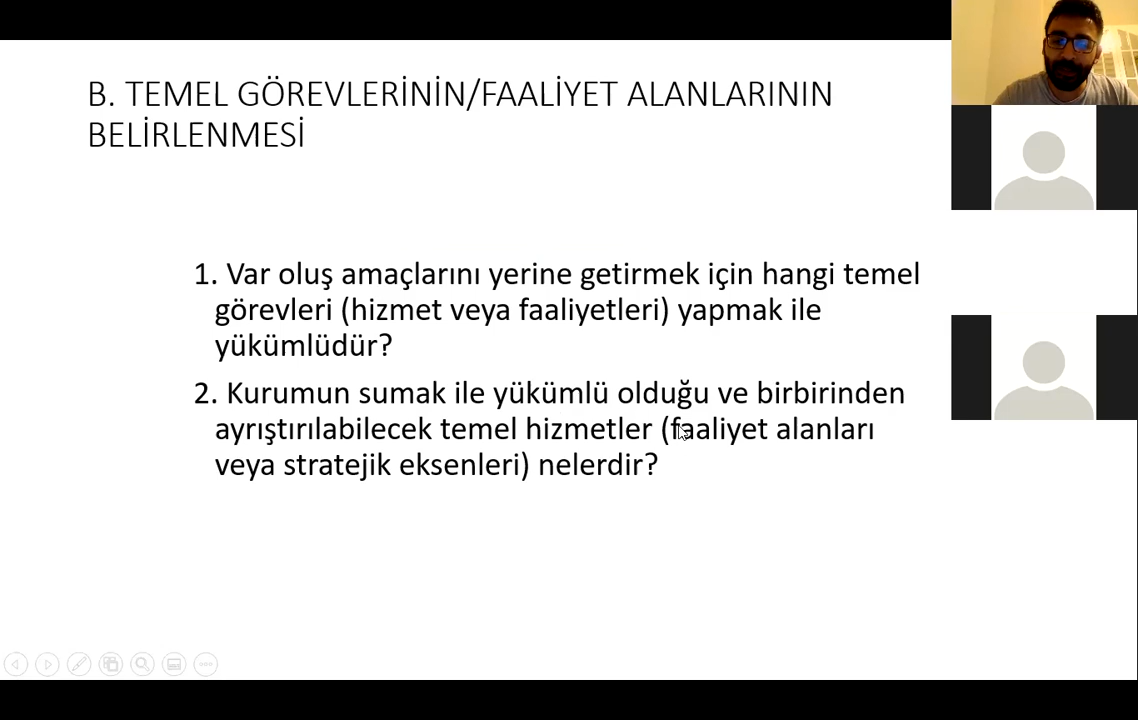 B. TEMEL GÖREVLERİNİN/FAALİYET ALANLARININ
BELİRLENMESİ
1. Var oluş amaçlarını yerine getirmek için hangi temel
görevleri (hizmet veya faaliyetleri) yapmak ile
yükümlüdür?
2. Kurumun sumak ile yükümlü olduğu ve birbirinden
ayrıştırılabilecek temel hizmetler (faaliyet alanları
veya stratejik eksenleri) nelerdir?